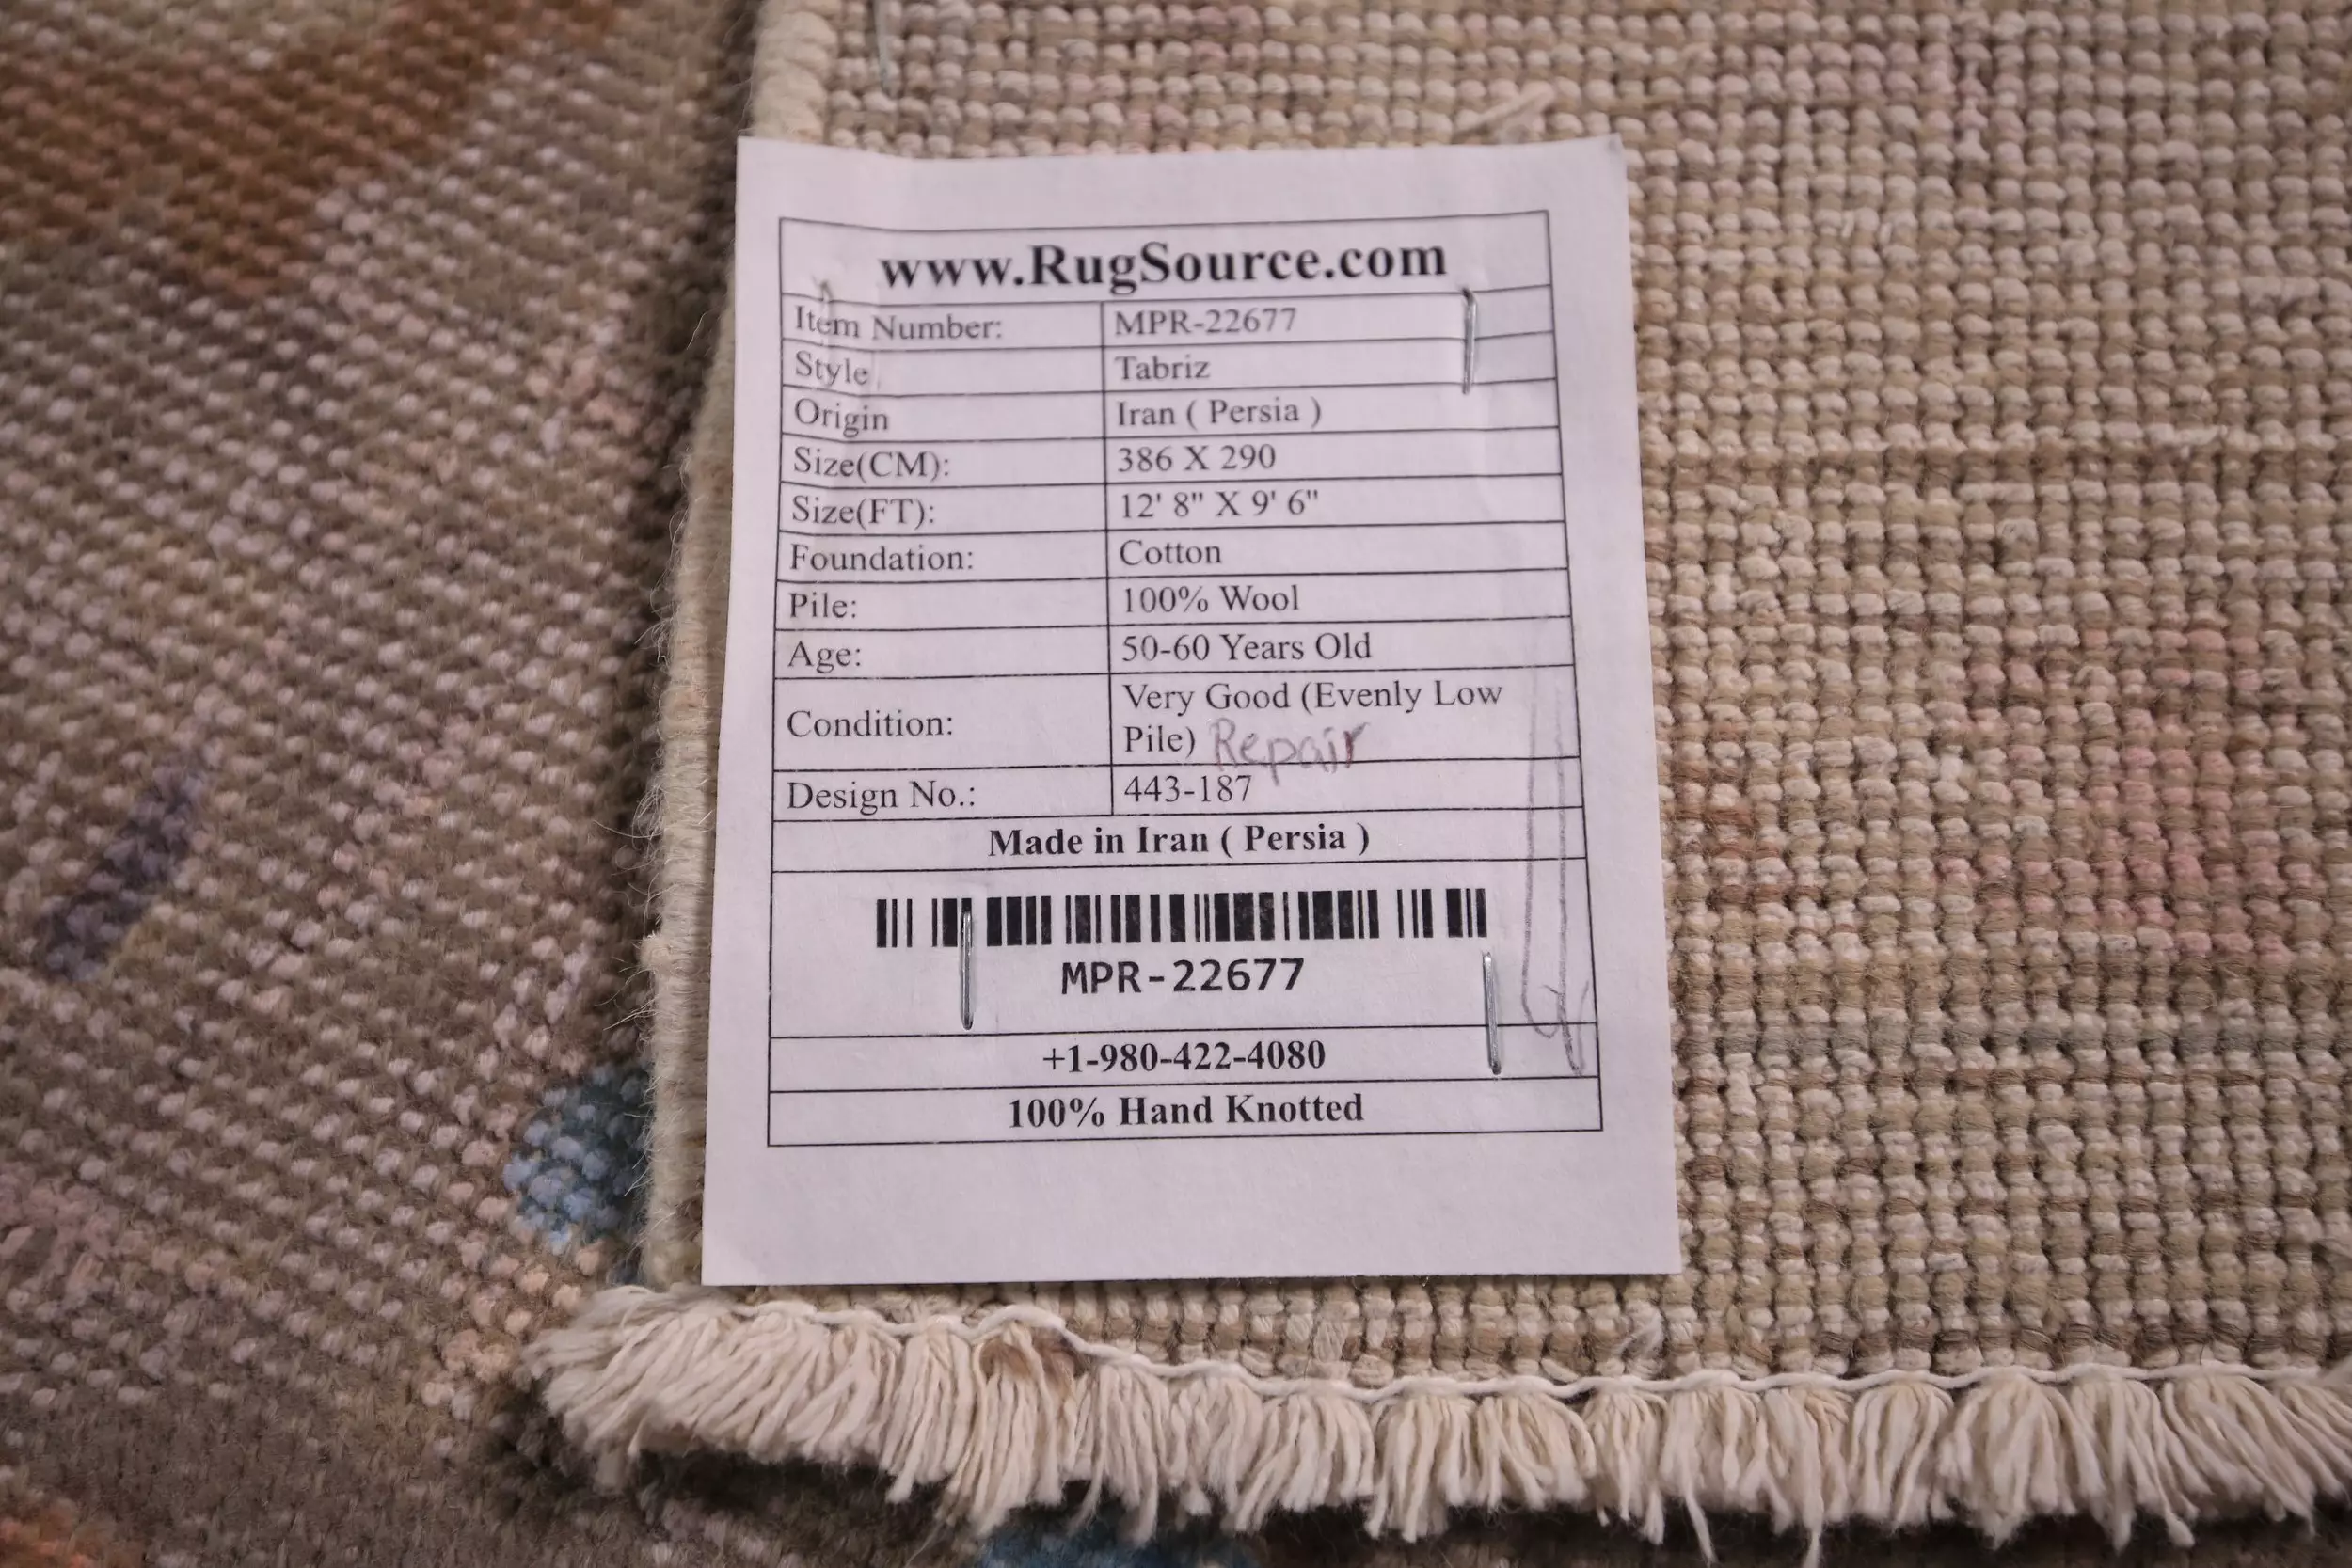 www.RugSource.com
Item Number: MPR-22677
Style Tabriz
Origin Iran ( Persia )
Size(CM): 386 X 290
Size(FT): 12' 8" X 9' 6"
Foundation: Cotton
Pile: 100% Wool
Age: 50-60 Years Old
Condition: Very Good (Evenly Low
Pile) Repair
Design No.: 443-187
Made in Iran ( Persia )
MPR-22677
+1-980-422-4080
100% Hand Knotted